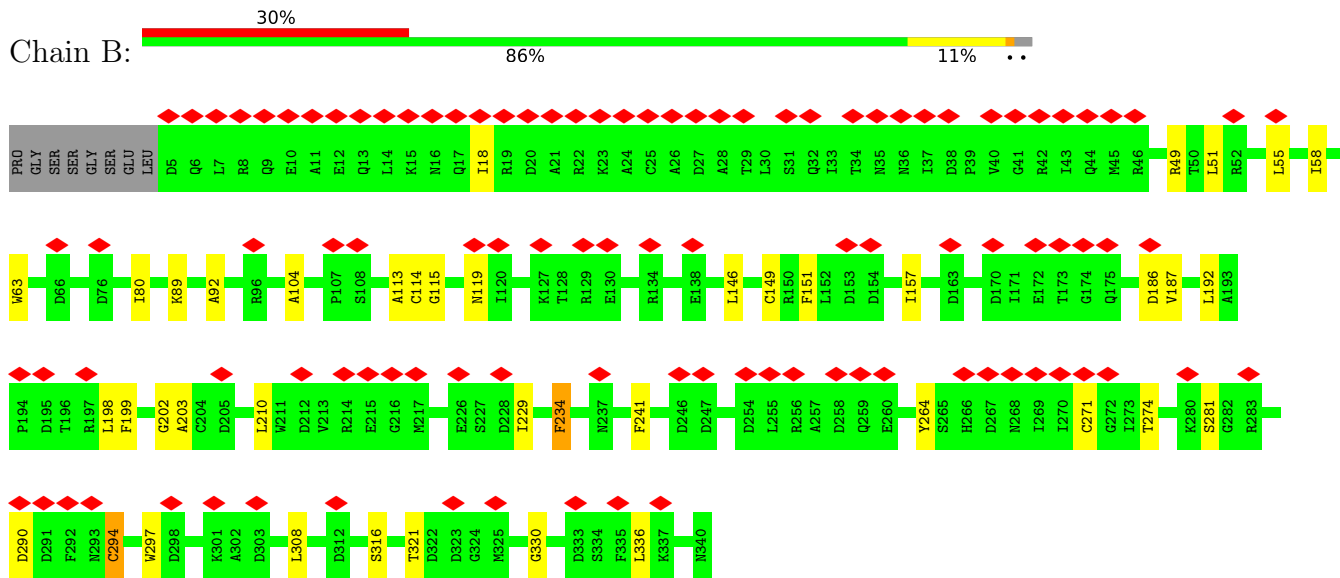 30%
Chain B:
86% 11% • •
PRO GLY SER SER GLY SER GLU LEU D5 Q6 L7 R8 Q9 E10 A11 E12 Q13 L14 K15 N16 Q17 I18 R19 D20 A21 R22 K23 A24 C25 A26 D27 A28 T29 L30 S31 Q32 I33 T34 N35 N36 I37 D38 P39 V40 G41 R42 I43 Q44 M45 R46 R49 T50 L51 R52 L55 I58
W63 D66 D76 I80 K89 A92 R96 A104 P107 S108 A113 C114 G115 N119 I120 K127 T128 R129 E130 R134 E138 L146 C149 R150 F151 L152 D153 D154 I157 D163 D170 I171 E172 T173 G174 Q175 D186 V187 L192 A193
P194 D195 T196 R197 L198 F199 G202 A203 C204 D205 L210 W211 D212 V213 R214 E215 G216 M217 E226 S227 D228 I229 F234 N237 F241 D246 D247 D254 L255 R256 A257 D258 Q259 E260 Y264 S265 H266 D267 N268 I269 I270 C271 G272 I273 T274 K280 S281 G282 R283
D290 D291 F292 N293 C294 W297 D298 K301 A302 D303 L308 D312 S316 T321 D322 D323 G324 M325 G330 D333 S334 F335 L336 K337 N340